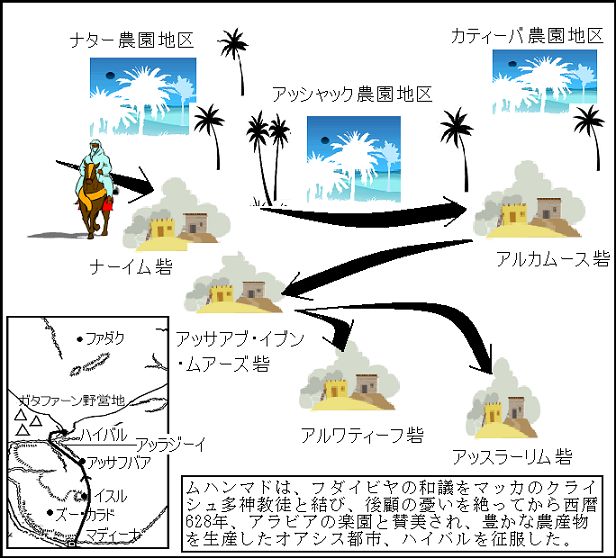 ナター農園地区
カティーバ農園地区
アッシャック農園地区
ナーイム砦
アルカムース砦
アッサアブ・イブン
・ムアーズ砦
アルワティーフ砦
アッスラーリム砦
ファダク
ガタファーン野営地
ハイバル
アッラジーイ
アッサフバア
イスル
ズー・カラド
マディーナ
ムハンマドは、フダイビヤの和議をマッカのクライ
シュ多神教徒と結び、後顧の憂いを絶ってから西暦
628年、アラビアの楽園と賛美され、豊かな農産物
を生産したオアシス都市、ハイバルを征服した。